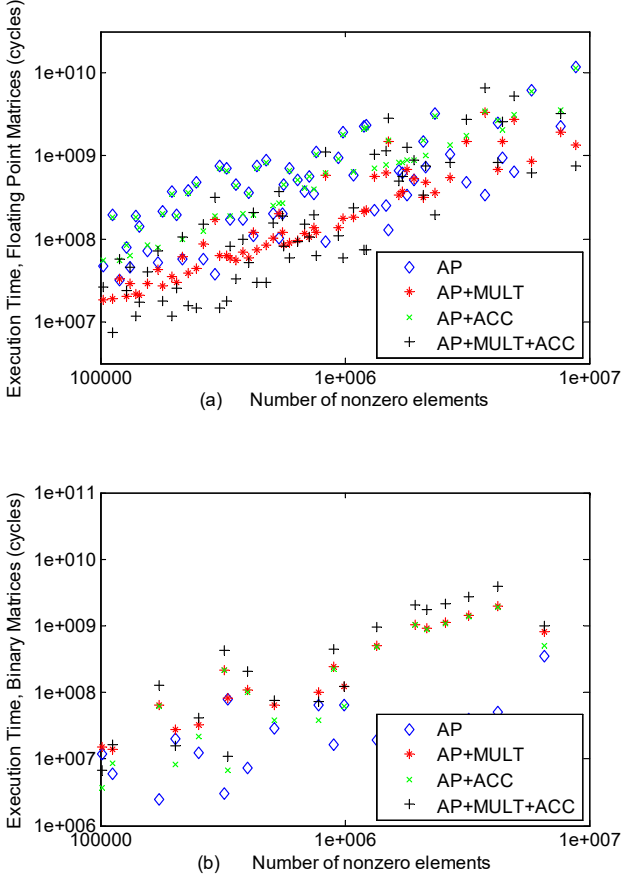 Execution Time, Floating Point Matrices (cycles)
1e+010
1e+009
1e+008
1e+007
100000
1e+006
1e+007
AP
AP+MULT
AP+ACC
AP+MULT+ACC
(a) Number of nonzero elements
Execution Time, Binary Matrices (cycles)
1e+011
1e+010
1e+009
1e+008
1e+007
1e+006
100000
1e+006
1e+007
AP
AP+MULT
AP+ACC
AP+MULT+ACC
(b) Number of nonzero elements